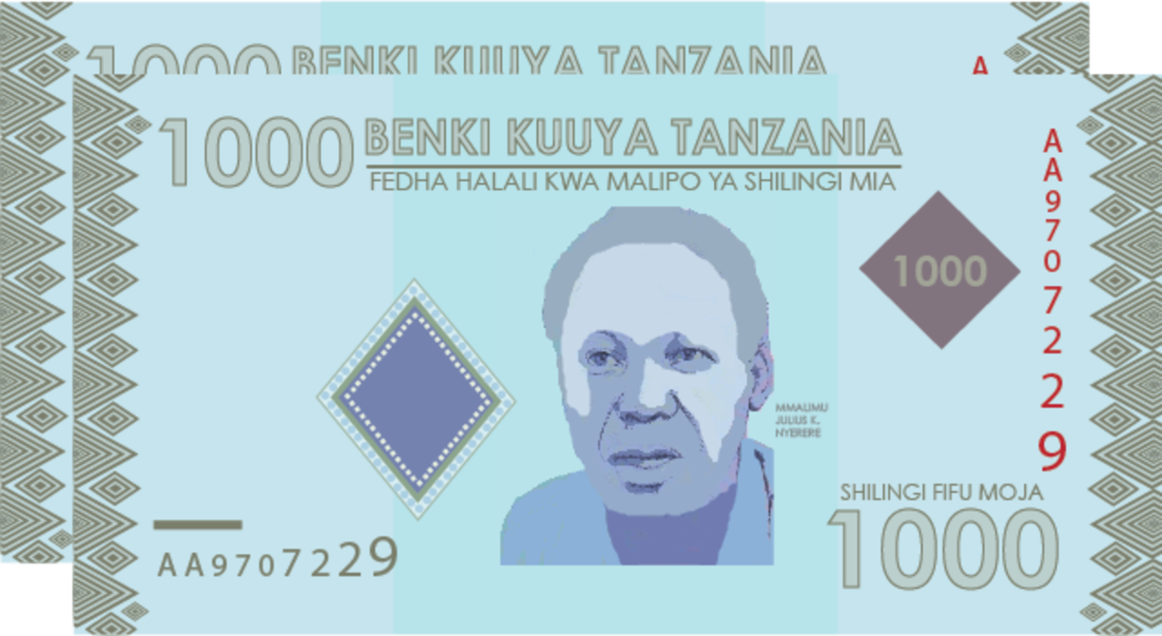 1000 BENKI KUUYA TANZANIA
A
1000 BENKI KUUYA TANZANIA
FEDHA HALALI KWA MALIPO YA SHILINGI MIA
AA9707229
1000
MMALIMU
JULIUS K.
NYERERE
SHILINGI FIFU MOJA
1000
AA9707229